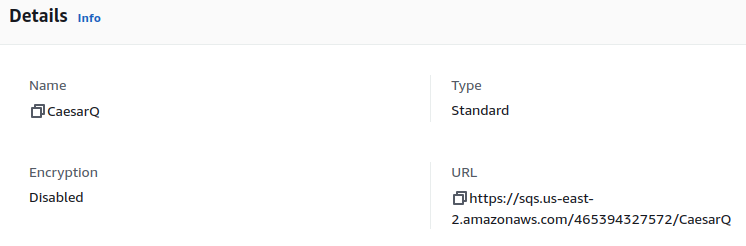 Details Info
Name
CaesarQ
Type
Standard
Encryption
Disabled
URL
https://sqs.us-east-
2.amazonaws.com/465394327572/CaesarQ